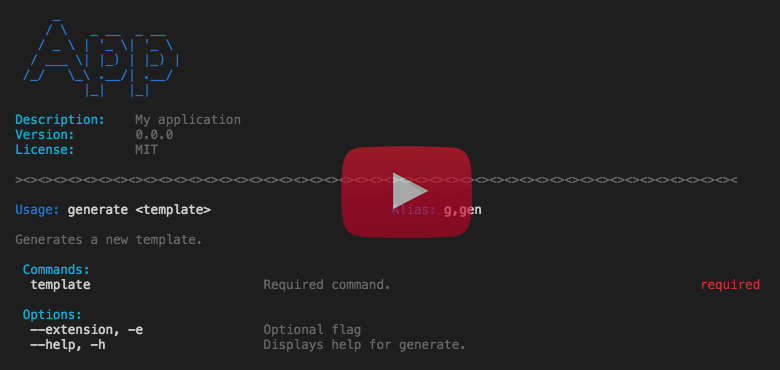 App
Description: My application
Version: 0.0.0
License: MIT
><><><><><><><><><><><><><><><><><><><><><><><><><><><><><><><><><><><><><><><><><><><><><><><><
Usage: generate <template> Alias: g,gen
Generates a new template.
Commands:
template Required command. required
Options:
--extension, -e Optional flag
--help, -h Displays help for generate.